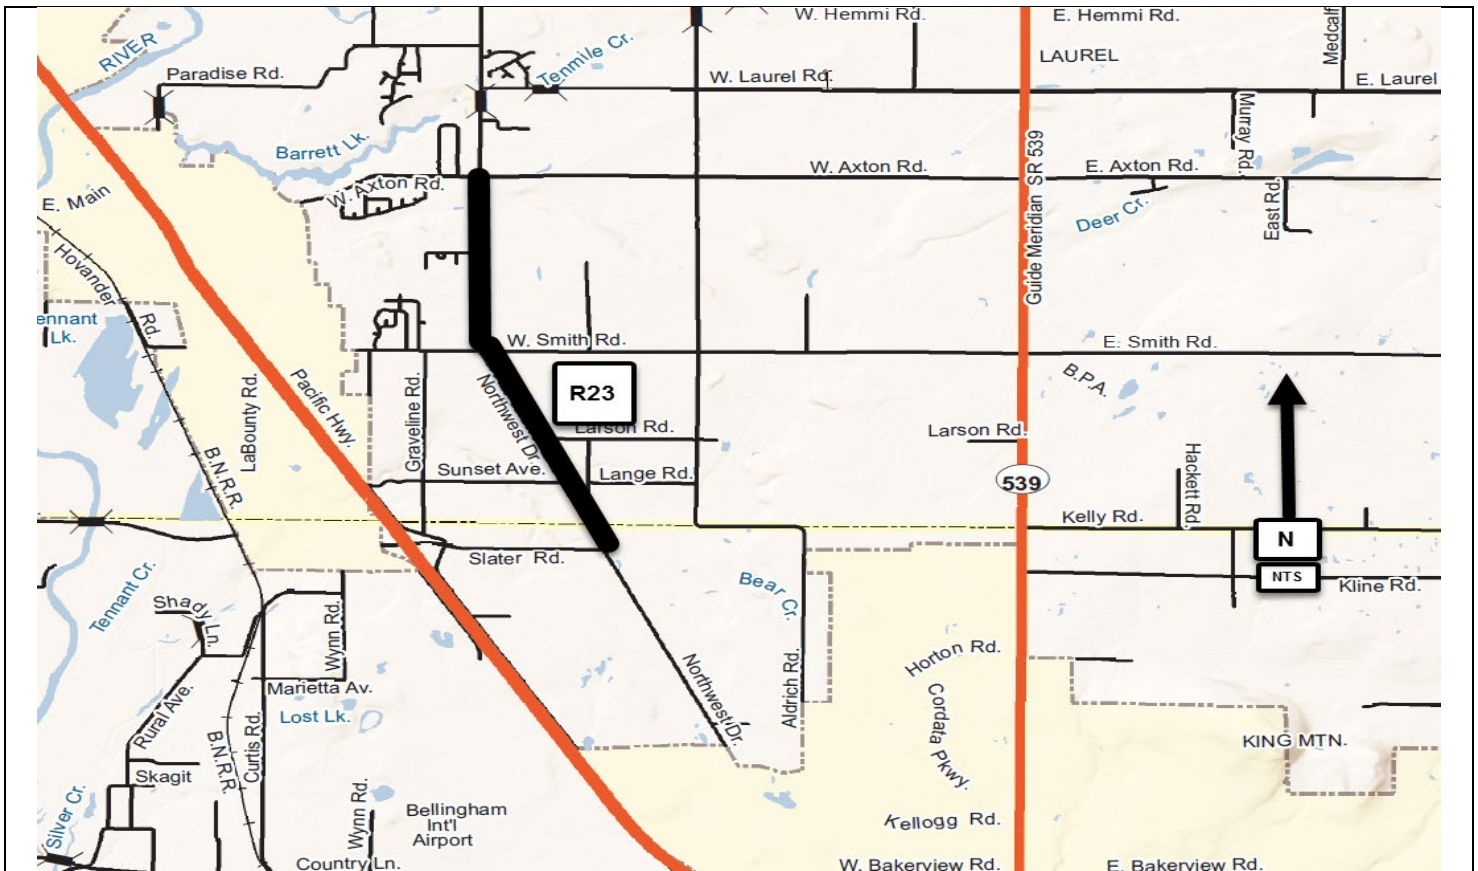 W. Hemmi Rd.
E. Hemmi Rd.
Medcalf
RIVER
Tenmile Cr.
LAUREL
Paradise Rd.
W. Laurel Rd.
E. Laurel
Murray Rd.
Barrett Lk.
Guide Meridian SR 539
W. Axton Rd.
E. Axton Rd.
W. Axton Rd.
E. Main
East Rd.
Deer Cr.
Hovander
Rd.
ennant
Lk.
W. Smith Rd.
E. Smith Rd.
LaBounty Rd.
Pacific Hwy.
Graveline Rd.
Northwest Dr.
R23
B.P.A.
Larson Rd.
Larson Rd.
Sunset Ave.
Lange Rd.
Hackett Rd.
B.N.R.R.
539
Kelly Rd.
N
NTS
Slater Rd.
Kline Rd.
Tennant Cr.
Bear Cr.
Shady Ln.
Wynn Rd.
Horton Rd.
Northwest Dr.
Aldrich Rd.
Cordata Pkwy.
Marietta Av.
Rural Ave.
Lost Lk.
B.N.R.R.
Curtis Rd.
KING MTN.
Skagit
Silver Cr.
Wynn Rd.
Bellingham
Int'l
Airport
Kellogg Rd.
Country Ln.
W. Bakerview Rd.
E. Bakerview Rd.